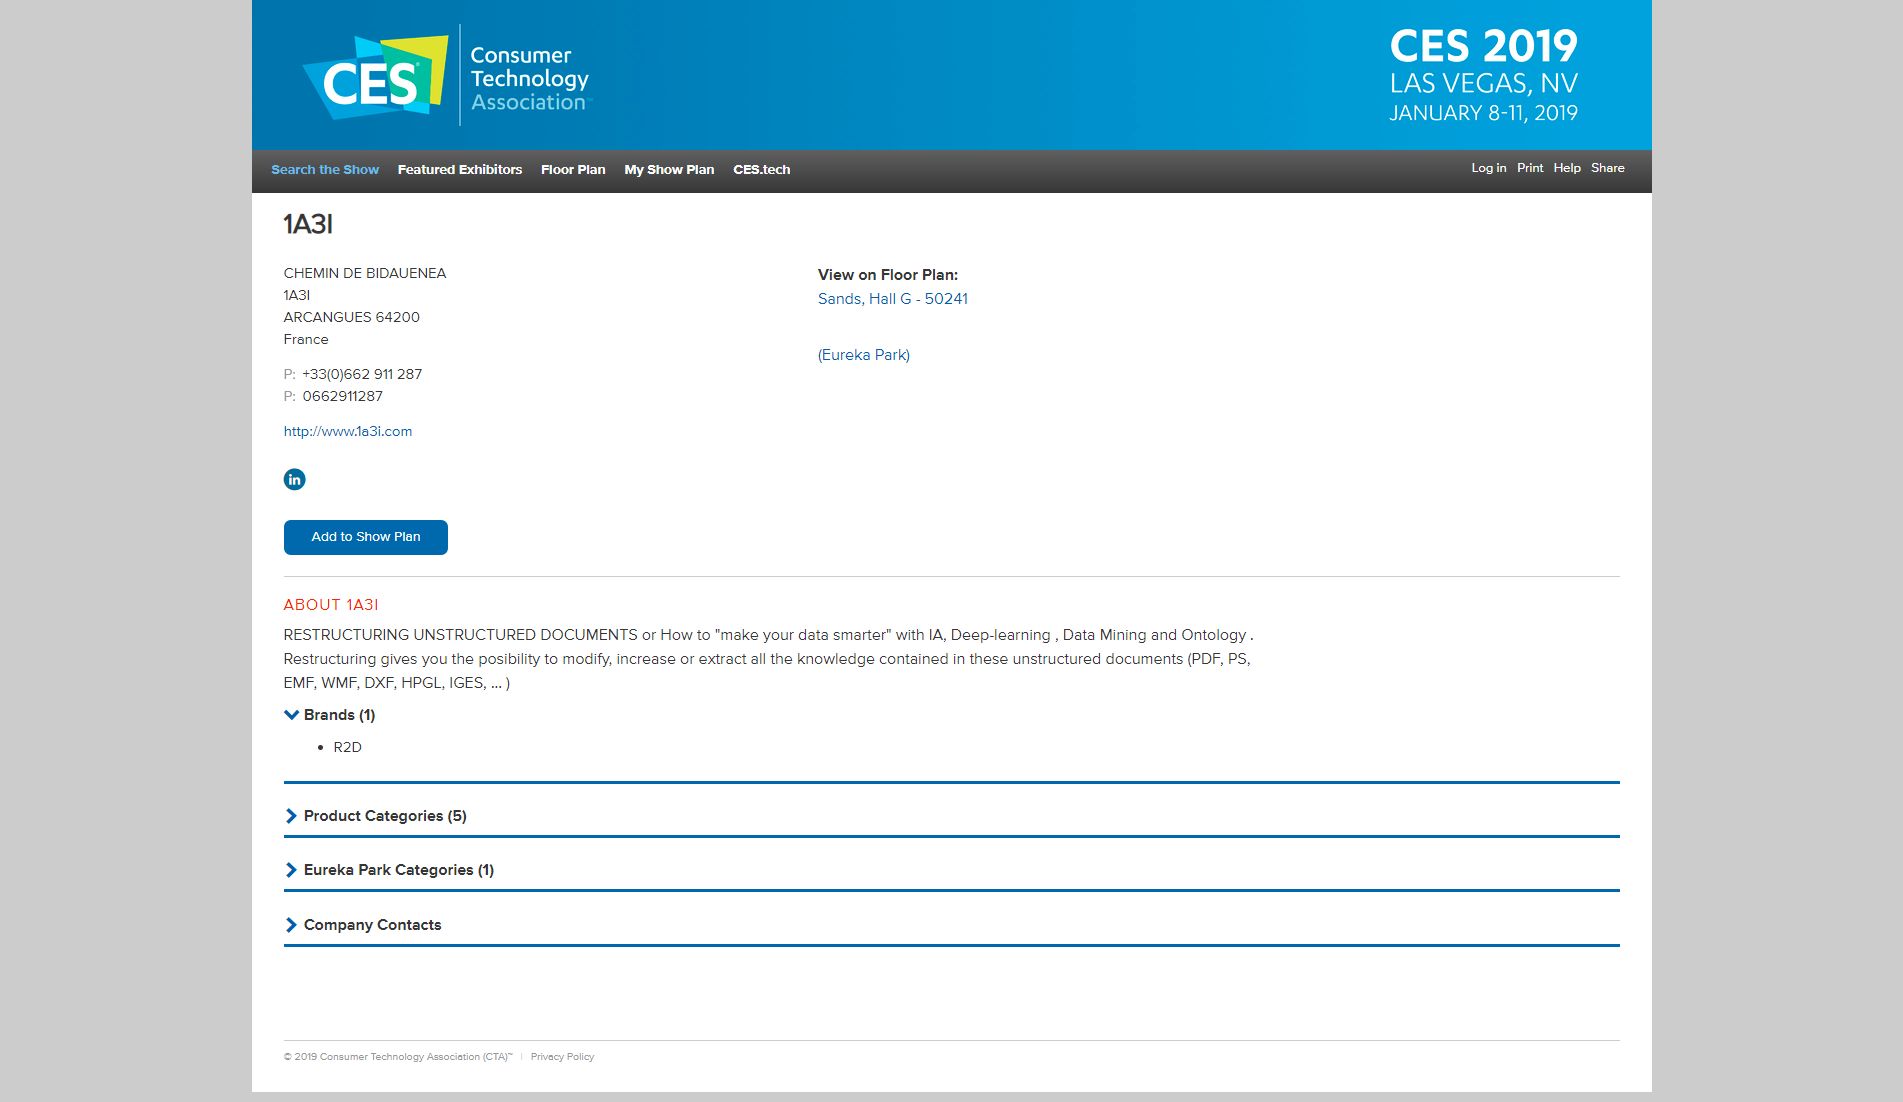 CES
Consumer
Technology
Association™
CES 2019
LAS VEGAS, NV
JANUARY 8-11, 2019
Search the Show Featured Exhibitors Floor Plan My Show Plan CES.tech
Log in Print Help Share
1A3I
CHEMIN DE BIDAUENEA
1A3I
ARCANGUES 64200
France
P: +33(0)662 911 287
P: 0662911287
http://www.1a3i.com
in
View on Floor Plan:
Sands, Hall G - 50241
(Eureka Park)
Add to Show Plan
ABOUT 1A3I
RESTRUCTURING UNSTRUCTURED DOCUMENTS or How to "make your data smarter" with IA, Deep-learning , Data Mining and Ontology .
Restructuring gives you the posibility to modify, increase or extract all the knowledge contained in these unstructured documents (PDF, PS,
EMF, WMF, DXF, HPGL, IGES, ... )
Brands (1)
• R2D
Product Categories (5)
Eureka Park Categories (1)
Company Contacts
© 2019 Consumer Technology Association (CTA)™ | Privacy Policy